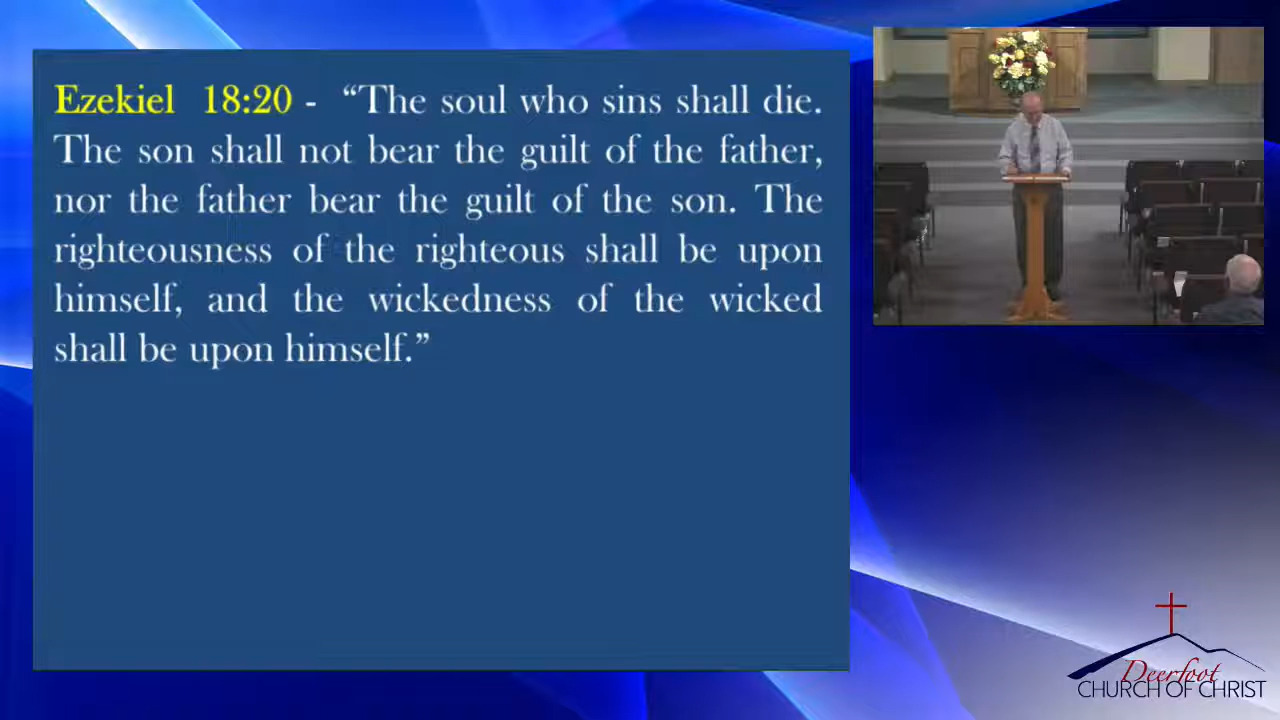 Ezekiel 18:20 - “The soul who sins shall die.
The son shall not bear the guilt of the father,
nor the father bear the guilt of the son. The
righteousness of the righteous shall be upon
himself, and the wickedness of the wicked
shall be upon himself.”
Deerfoot
CHURCH OF CHRIST